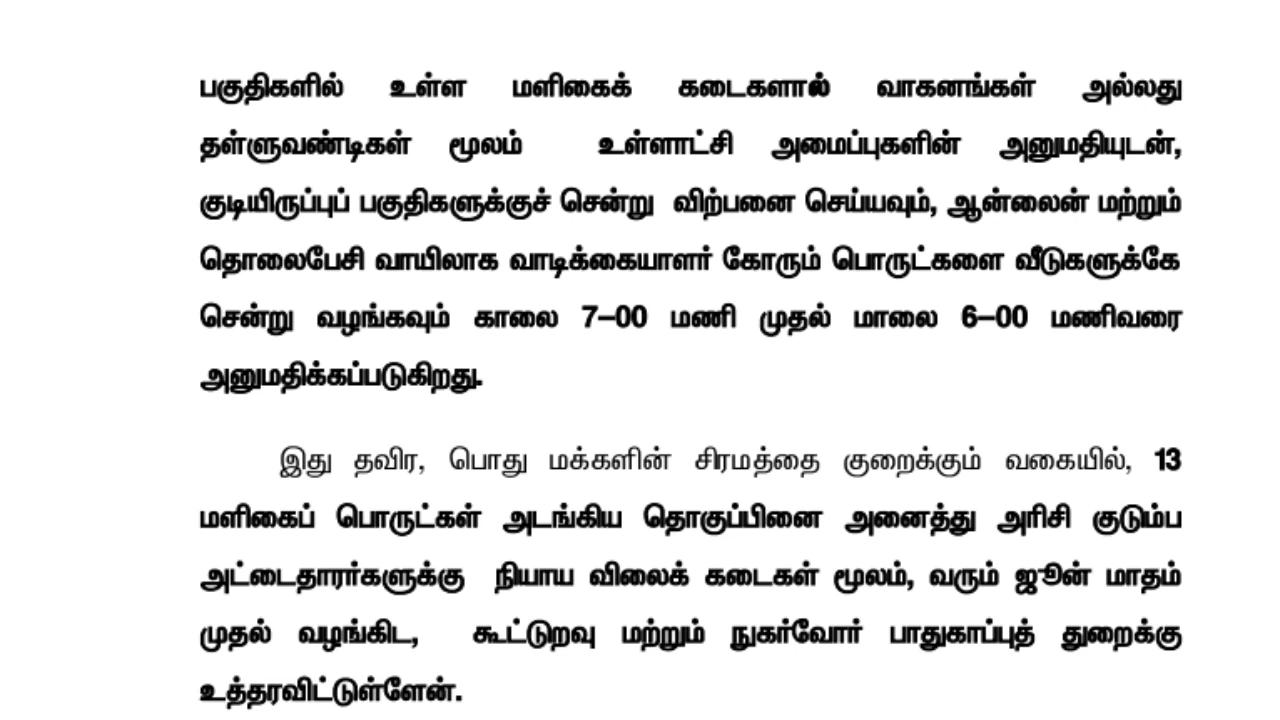 பகுதிகளில் உள்ள மளிகைக் கடைகளால் வாகனங்கள் அல்லது
தள்ளுவண்டிகள் மூலம் உள்ளாட்சி அமைப்புகளின் அனுமதியுடன்,
குடியிருப்புப் பகுதிகளுக்குச் சென்று விற்பனை செய்யவும், ஆன்லைன் மற்றும்
தொலைபேசி வாயிலாக வாடிக்கையாளர் கோரும் பொருட்களை வீடுகளுக்கே
சென்று வழங்கவும் காலை 7–00 மணி முதல் மாலை 6–00 மணிவரை
அனுமதிக்கப்படுகிறது.
இது தவிர, பொது மக்களின் சிரமத்தை குறைக்கும் வகையில், 13
மளிகைப் பொருட்கள் அடங்கிய தொகுப்பினை அனைத்து அரிசி குடும்ப
அட்டைதாரர்களுக்கு நியாய விலைக் கடைகள் மூலம், வரும் ஜூன் மாதம்
முதல் வழங்கிட, கூட்டுறவு மற்றும் நுகர்வோர் பாதுகாப்புத் துறைக்கு
உத்தரவிட்டுள்ளேன்.